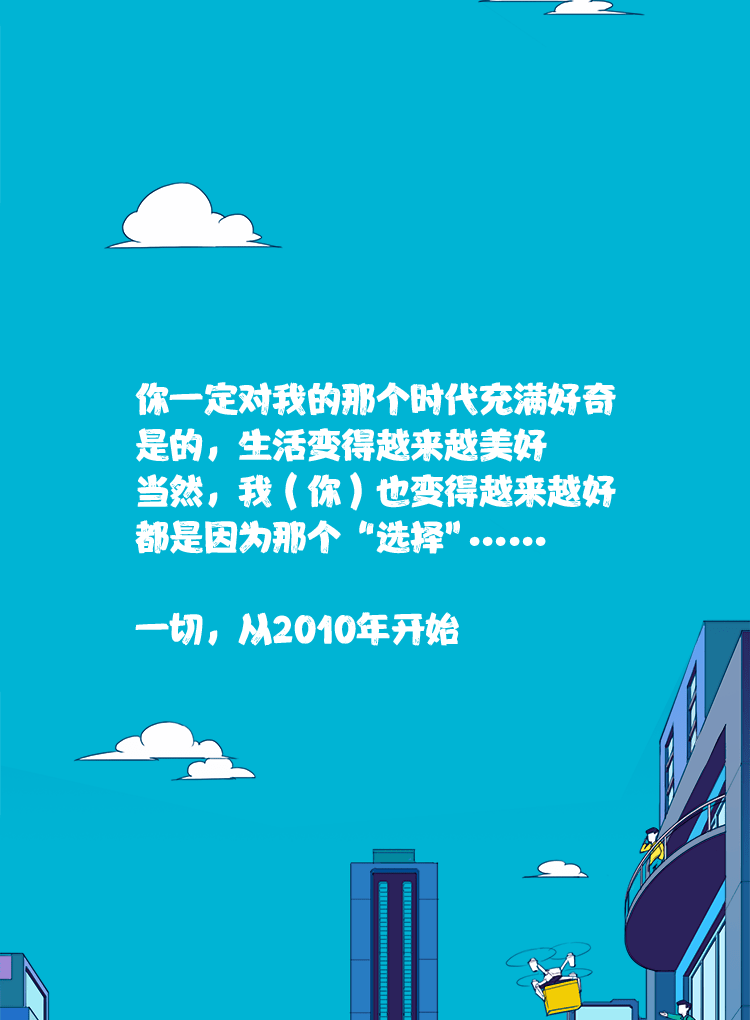 你一定对我的那个时代充满好奇
是的，生活变得越来越美好
当然，我（你）也变得越来越好
都是因为那个“选择”……
一切，从2010年开始